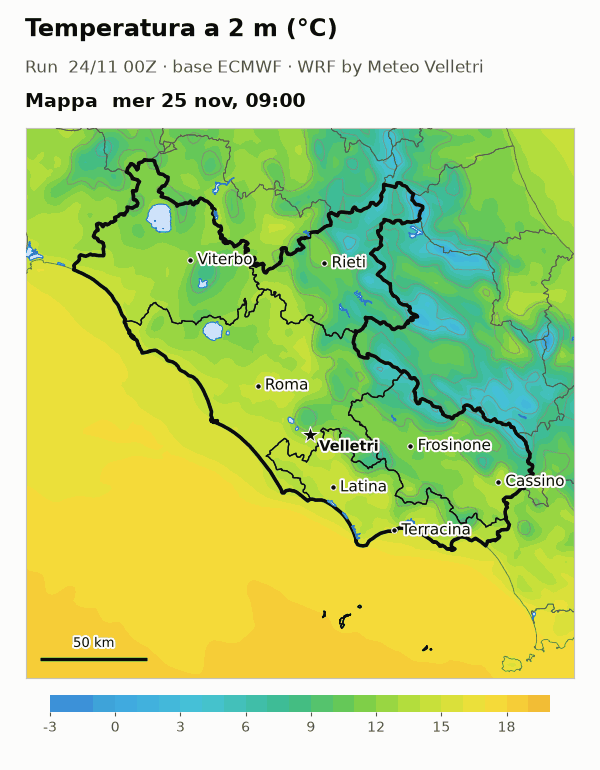 Temperatura a 2 m (°C)
Run  24/11 00Z · base ECMWF · WRF by Meteo Velletri
Mappa  mer 25 nov, 09:00
Viterbo
Rieti
Roma
Velletri
Frosinone
Latina
Cassino
Terracina
50 km
-3 0 3 6 9 12 15 18